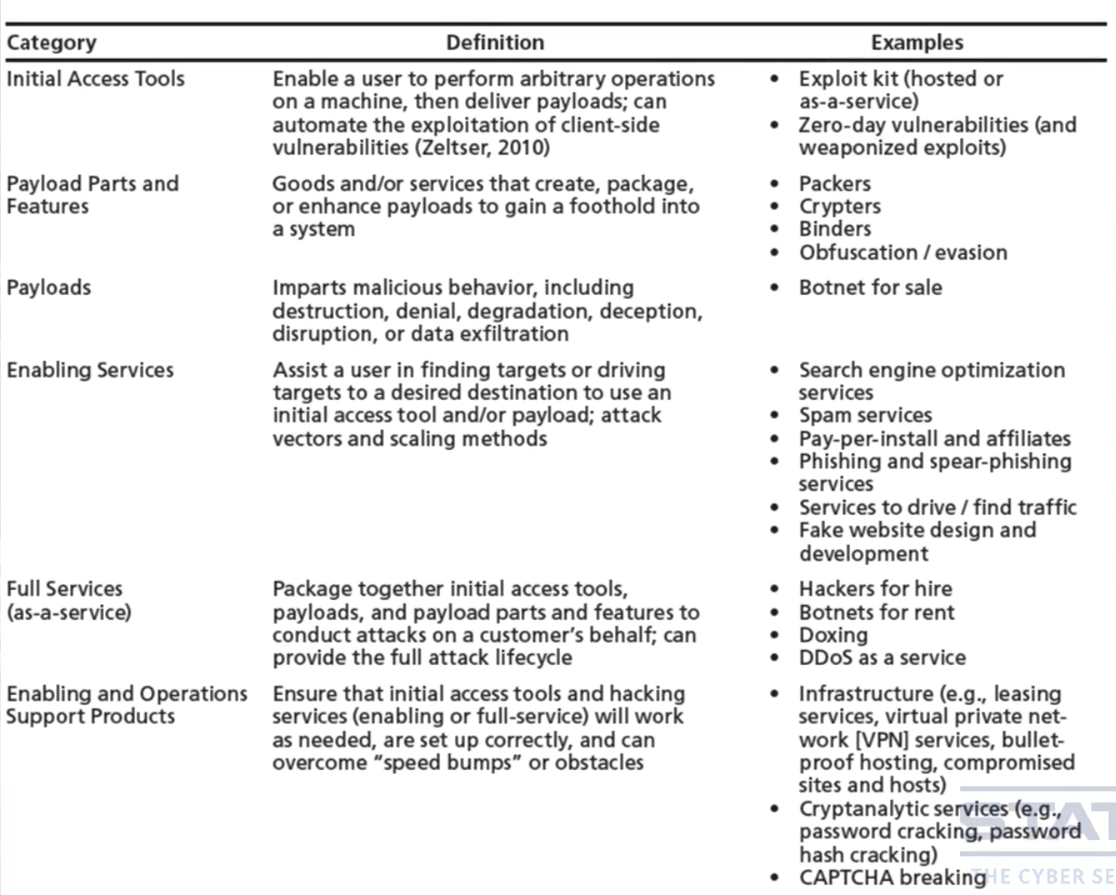 Category Definition Examples
Initial Access Tools
Enable a user to perform arbitrary operations
on a machine, then deliver payloads; can
automate the exploitation of client-side
vulnerabilities (Zeltser, 2010)
• Exploit kit (hosted or
as-a-service)
• Zero-day vulnerabilities (and
weaponized exploits)
Payload Parts and
Features
Goods and/or services that create, package,
or enhance payloads to gain a foothold into
a system
• Packers
• Crypters
• Binders
• Obfuscation / evasion
Payloads
Imparts malicious behavior, including
destruction, denial, degradation, deception,
disruption, or data exfiltration
• Botnet for sale
Enabling Services
Assist a user in finding targets or driving
targets to a desired destination to use an
initial access tool and/or payload; attack
vectors and scaling methods
• Search engine optimization
services
• Spam services
• Pay-per-install and affiliates
• Phishing and spear-phishing
services
• Services to drive / find traffic
• Fake website design and
development
Full Services
(as-a-service)
Package together initial access tools,
payloads, and payload parts and features to
conduct attacks on a customer's behalf; can
provide the full attack lifecycle
• Hackers for hire
• Botnets for rent
• Doxing
• DDoS as a service
Enabling and Operations
Support Products
Ensure that initial access tools and hacking
services (enabling or full-service) will work
as needed, are set up correctly, and can
overcome “speed bumps” or obstacles
• Infrastructure (e.g., leasing
services, virtual private net-
work [VPN] services, bullet-
proof hosting, compromised
sites and hosts)
• Cryptanalytic services (e.g.,
password cracking, password
hash cracking)
• CAPTCHA breaking
STAT
THE CYBER SE